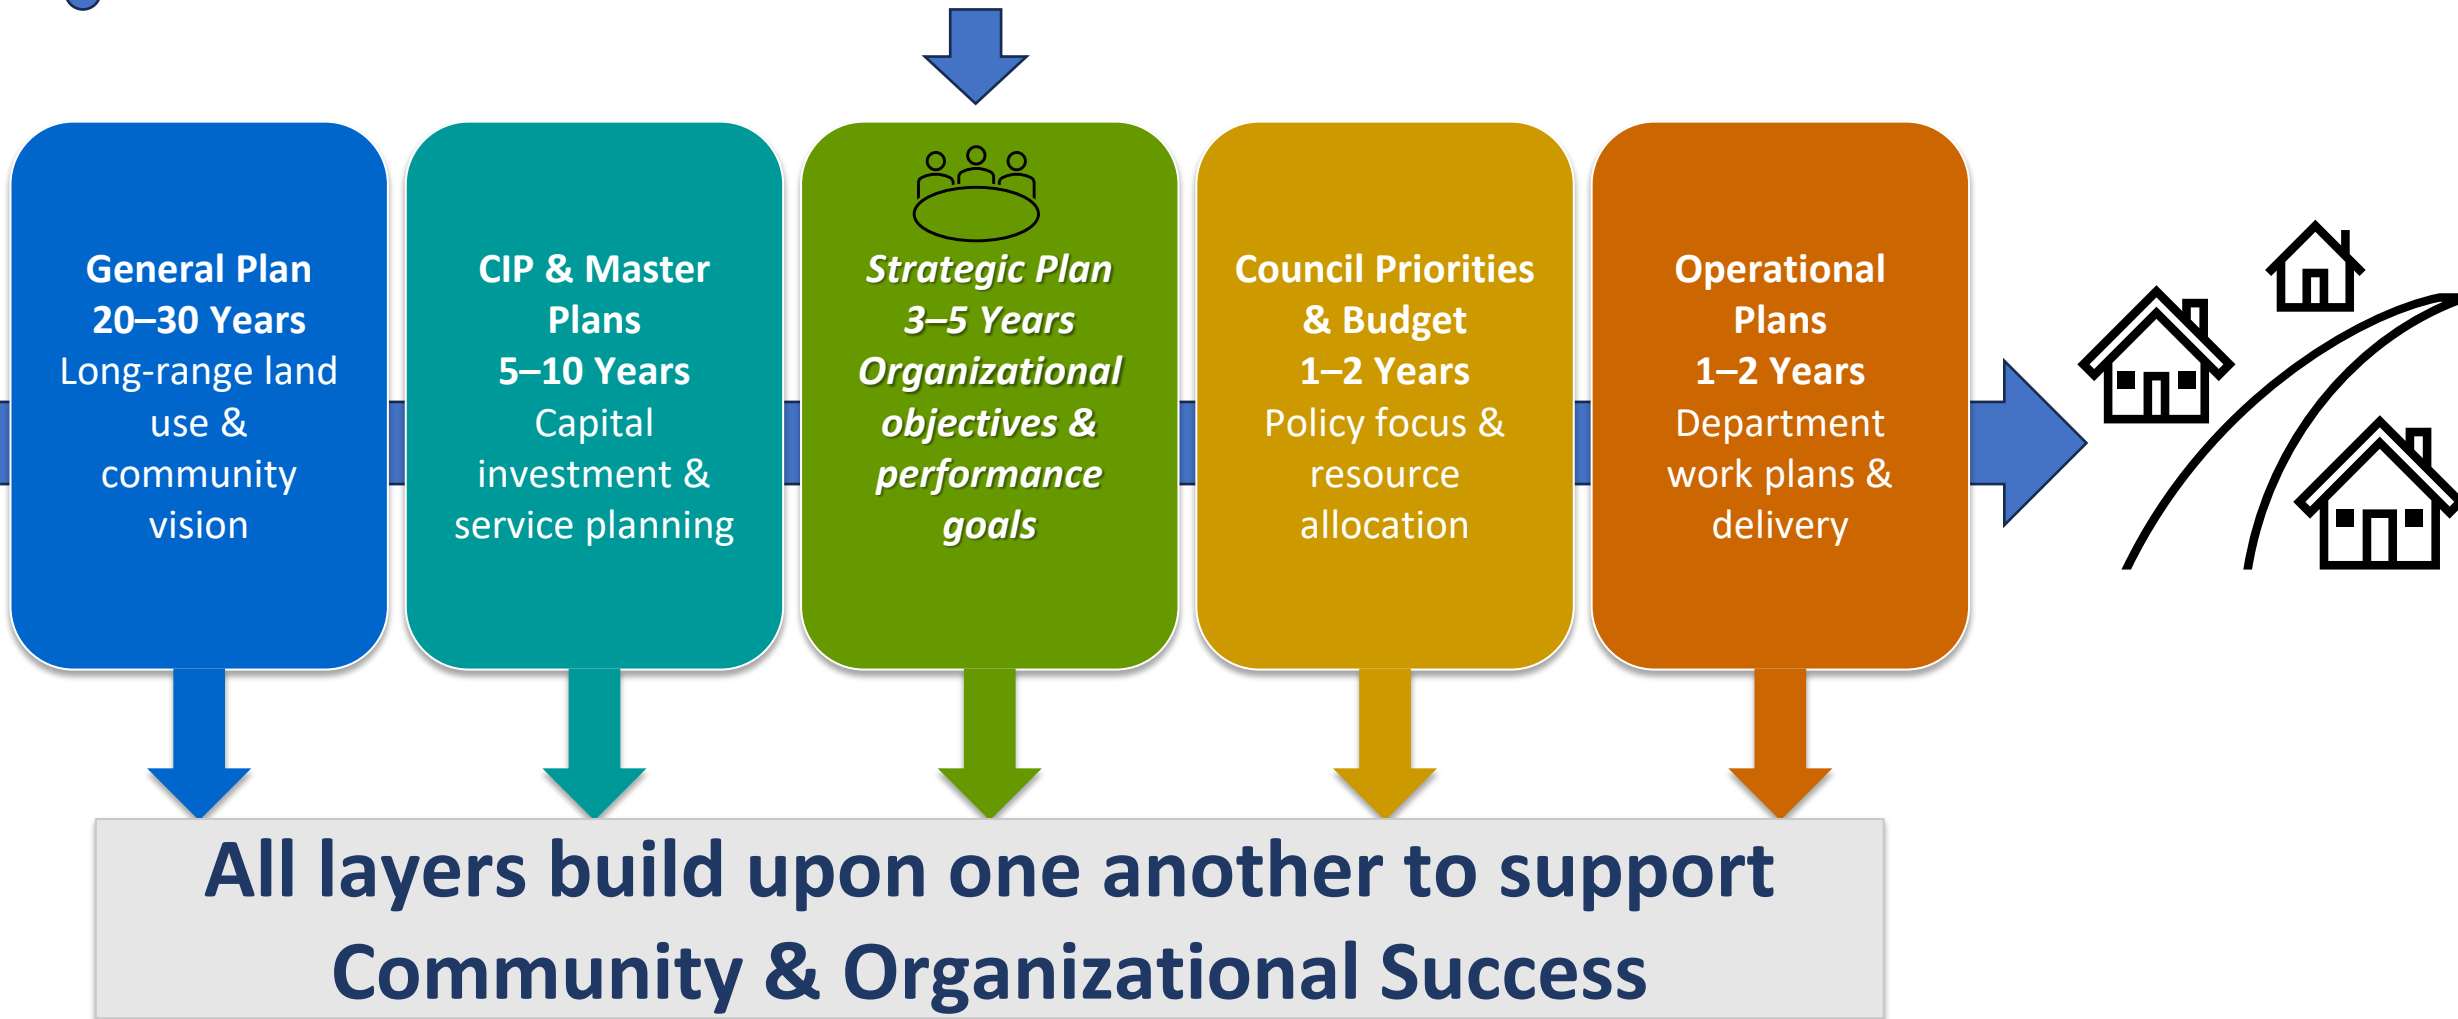 General Plan
20–30 Years
Long-range land
use &
community
vision
CIP & Master
Plans
5–10 Years
Capital
investment &
service planning
Strategic Plan
3–5 Years
Organizational
objectives &
performance
goals
Council Priorities
& Budget
1–2 Years
Policy focus &
resource
allocation
Operational
Plans
1–2 Years
Department
work plans &
delivery
All layers build upon one another to support
Community & Organizational Success